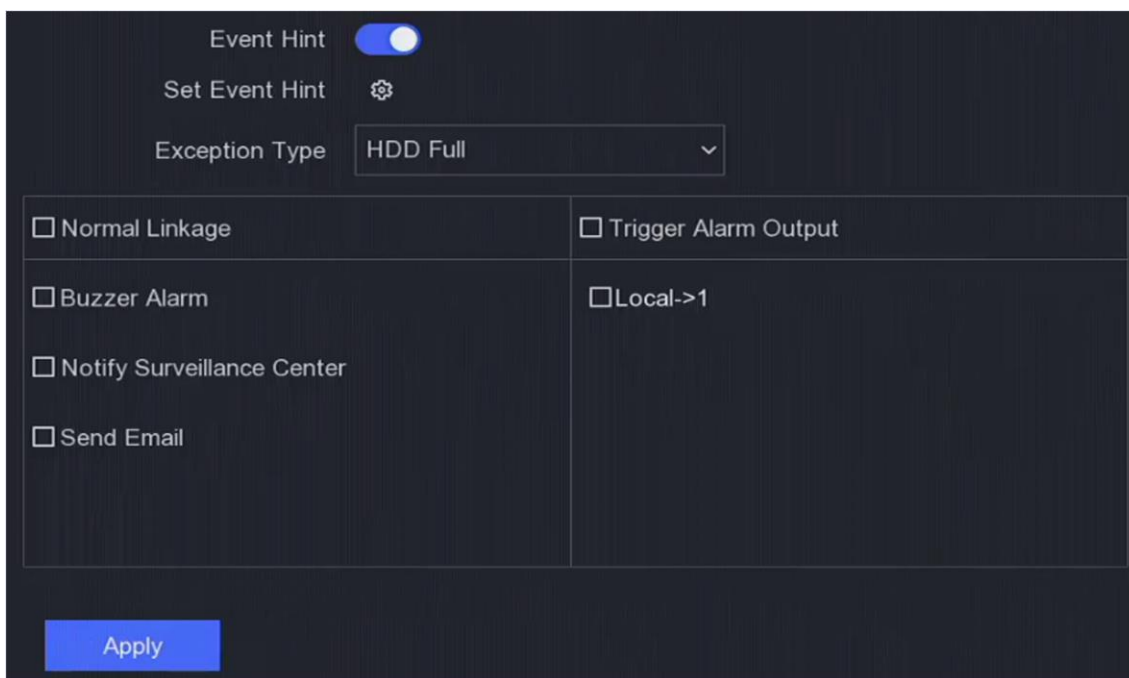 Event Hint
Set Event Hint
Exception Type HDD Full
Normal Linkage Trigger Alarm Output
Buzzer Alarm Local->1
Notify Surveillance Center
Send Email
Apply